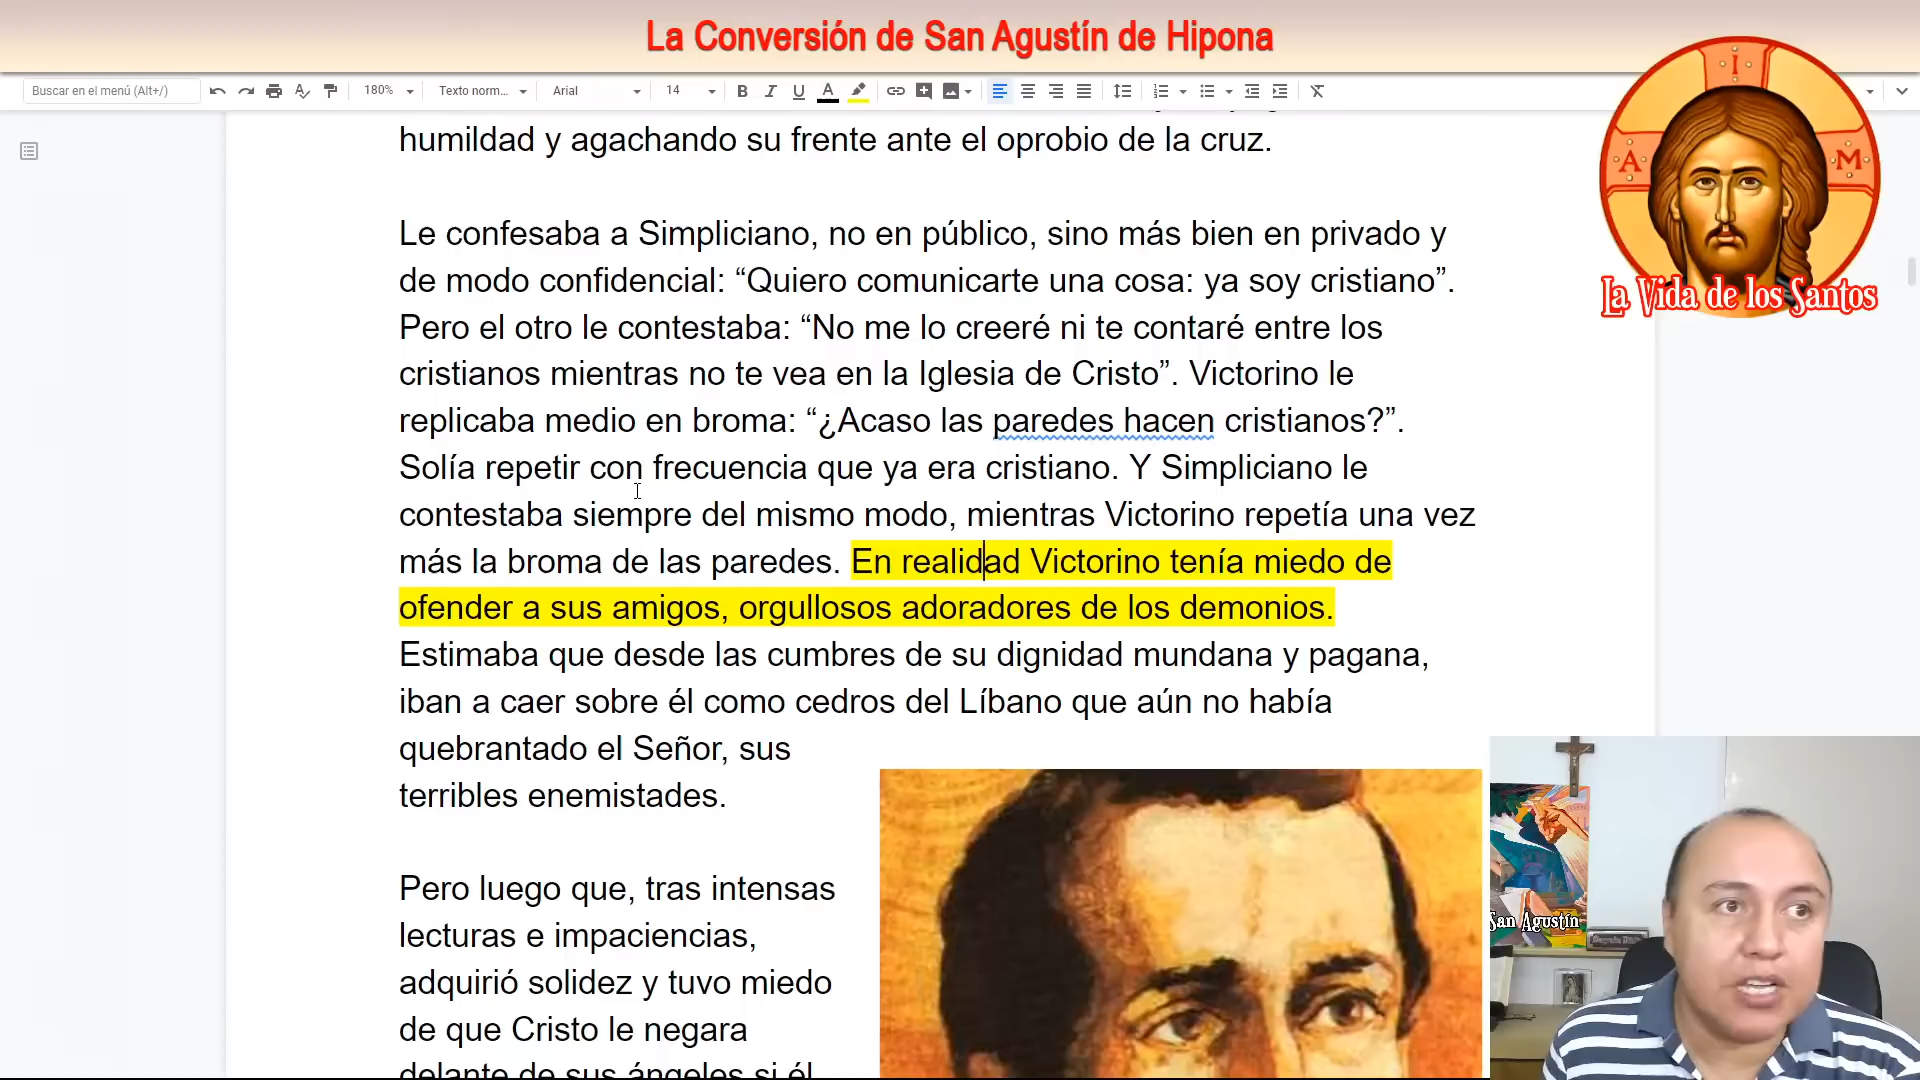 La Conversión de San Agustín de Hipona
Buscar en el menú (Alt+/)
180%
Texto norm...
Arial
14
B I U A
humildad y agachando su frente ante el oprobio de la cruz.
Le confesaba a Simpliciano, no en público, sino más bien en privado y
de modo confidencial: “Quiero comunicarte una cosa: ya soy cristiano”.
Pero el otro le contestaba: “No me lo creeré ni te contaré entre los
cristianos mientras no te vea en la Iglesia de Cristo”. Victorino le
replicaba medio en broma: “¿Acaso las paredes hacen cristianos?”.
Solía repetir con frecuencia que ya era cristiano. Y Simpliciano le
contestaba siempre del mismo modo, mientras Victorino repetía una vez
más la broma de las paredes. En realidad Victorino tenía miedo de
ofender a sus amigos, orgullosos adoradores de los demonios.
Estimaba que desde las cumbres de su dignidad mundana y pagana,
iban a caer sobre él como cedros del Líbano que aún no había
quebrantado el Señor, sus
terribles enemistades.
Pero luego que, tras intensas
lecturas e impaciencias,
adquirió solidez y tuvo miedo
de que Cristo le negara
delante de sus ángeles si él
I
A
M
La Vida de los Santos
San Agustín